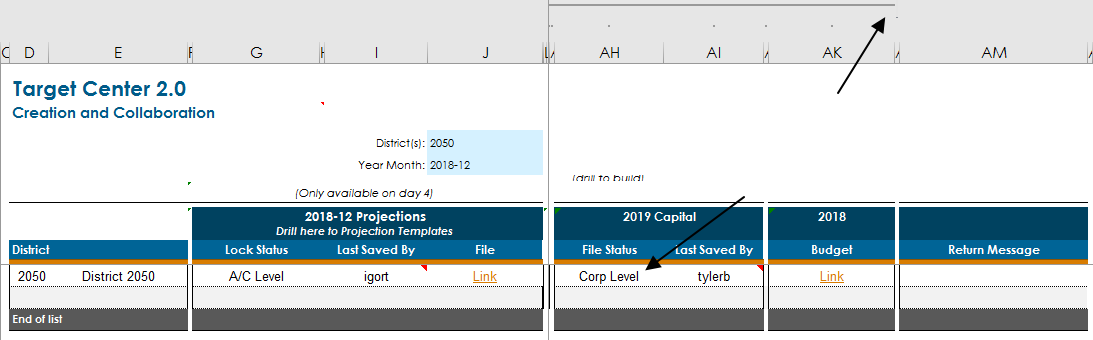 C D E F G H I J L A AH AI A AK A AM A
Target Center 2.0
Creation and Collaboration
District(s): 2050
Year Month: 2018-12
(drill to build)
(Only available on day 4)
2018-12 Projections 2019 Capital 2018
Drill here to Projection Templates
District Lock Status Last Saved By File File Status Last Saved By Budget Return Message
2050 District 2050 A/C Level igort Link Corp Level tylerb Link
End of list